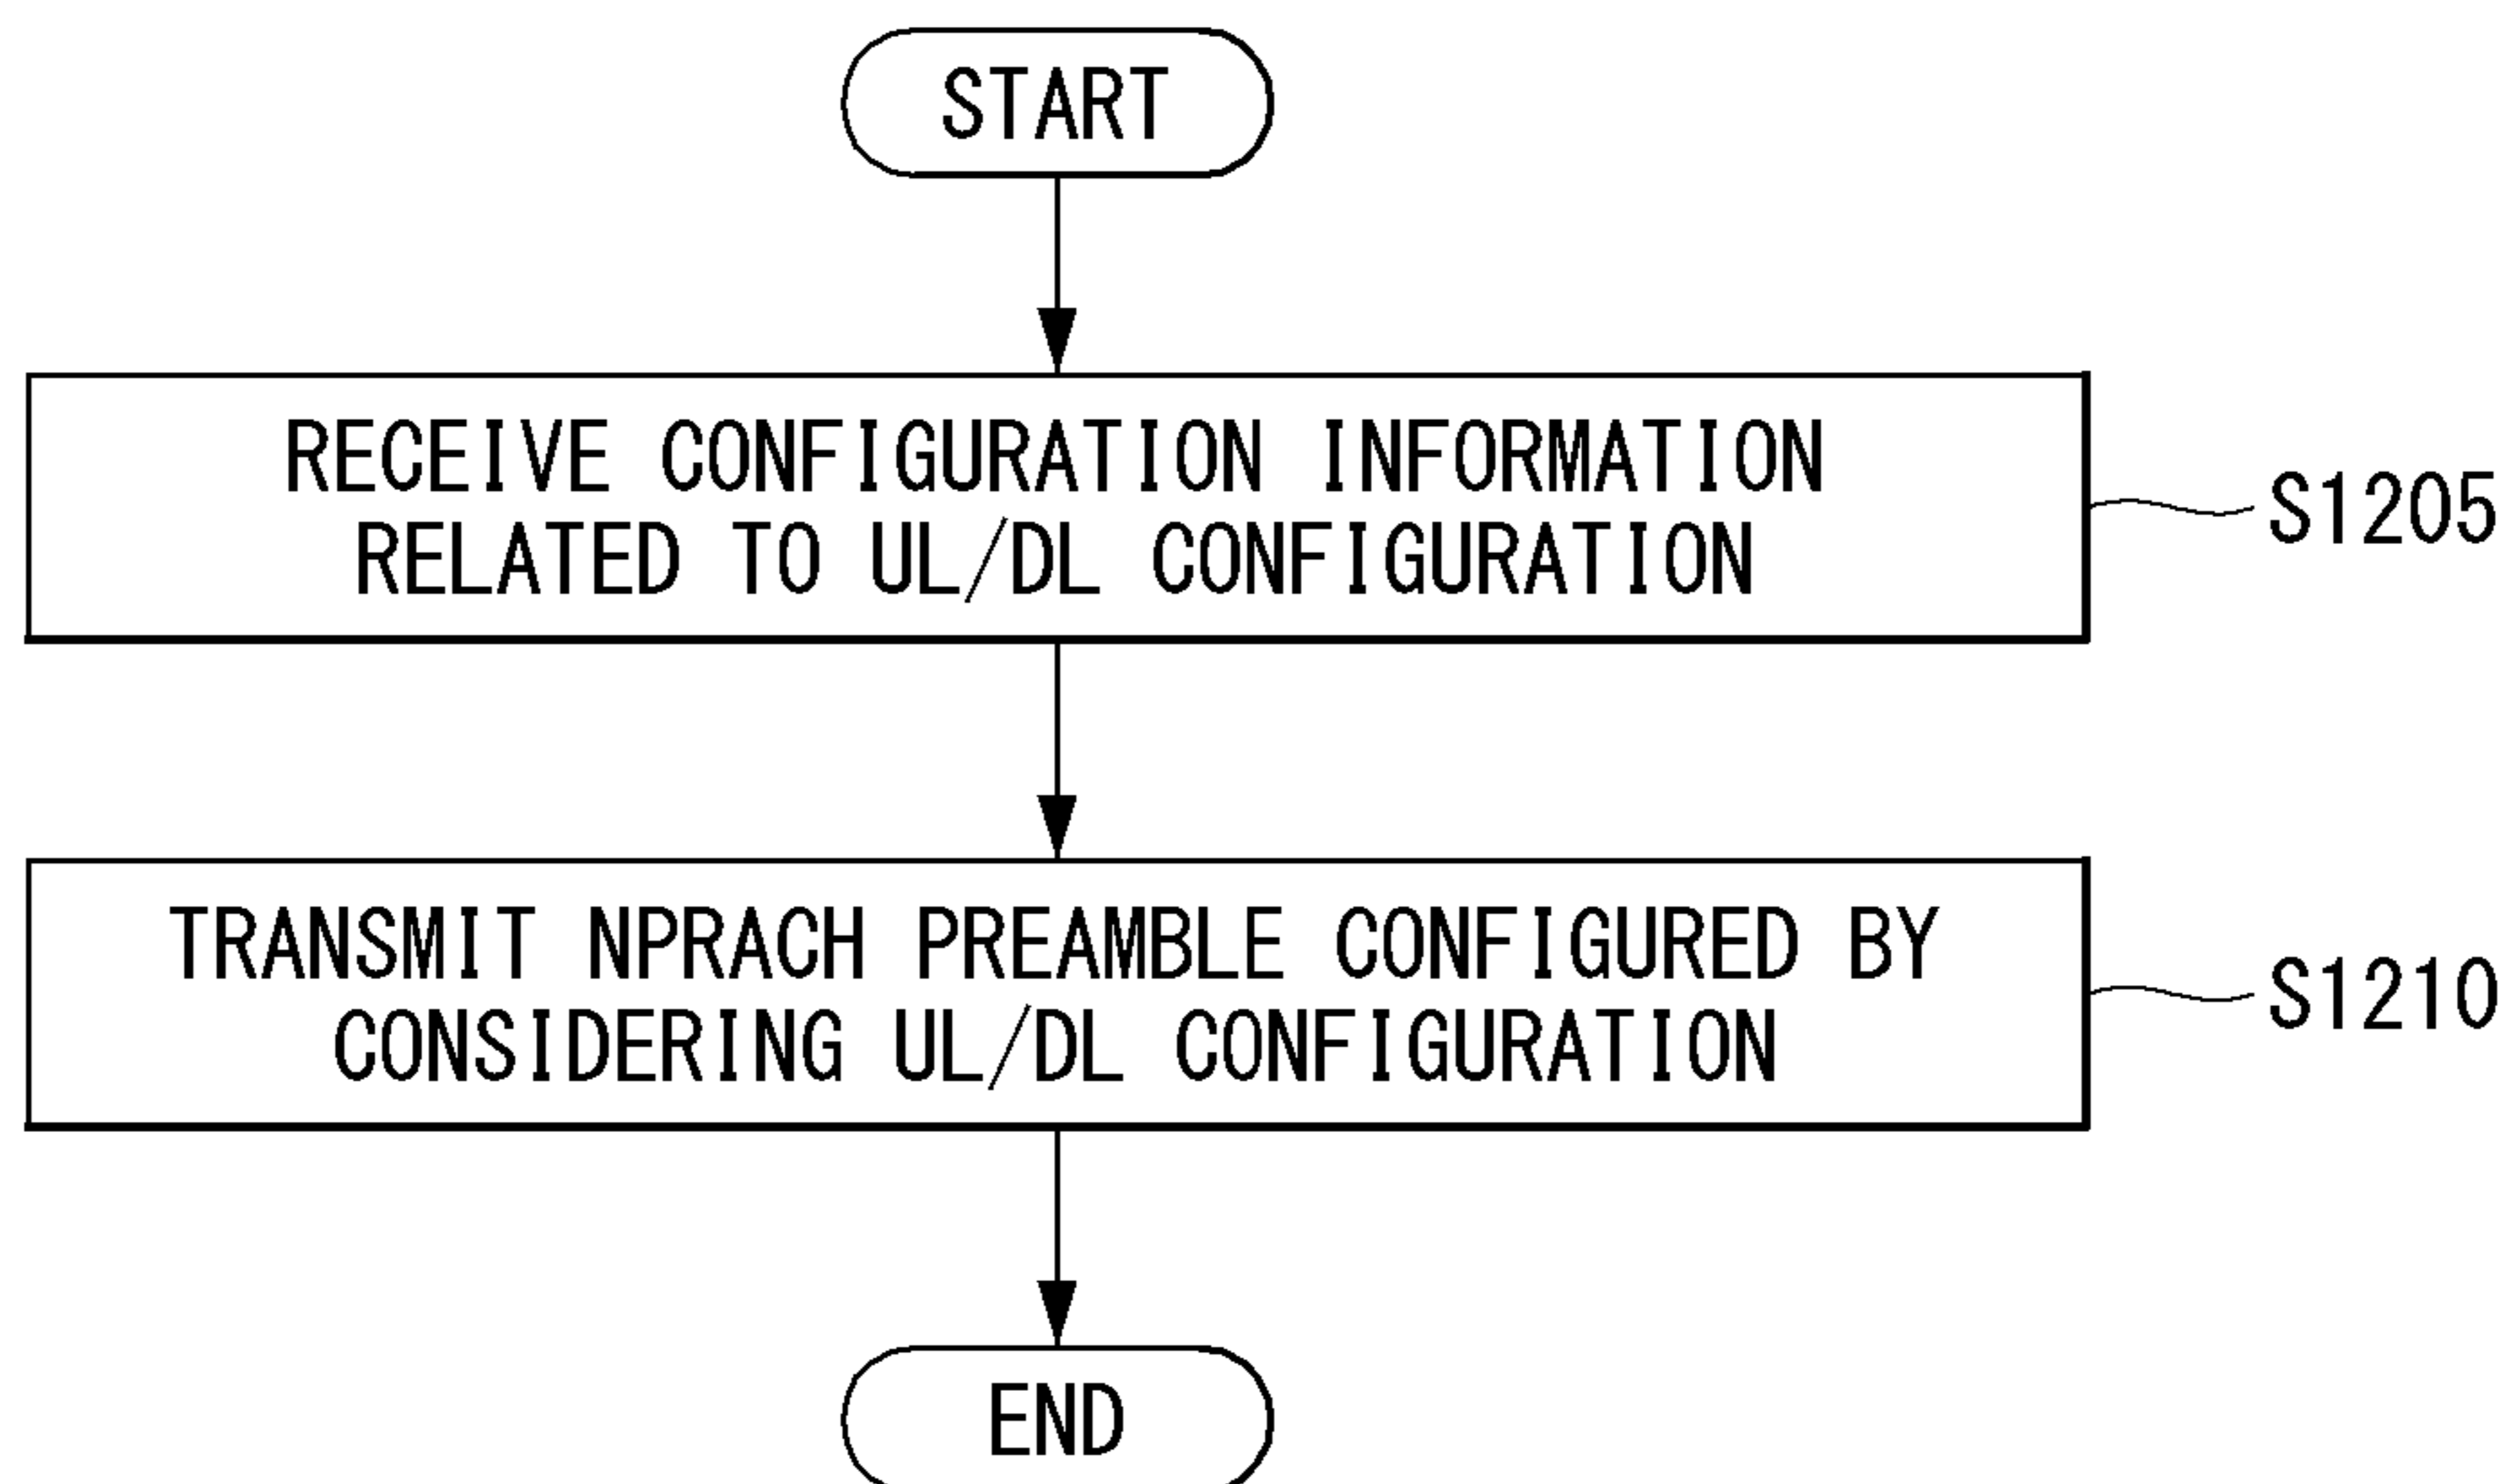 START
RECEIVE CONFIGURATION INFORMATION
RELATED TO UL/DL CONFIGURATION
S1205
TRANSMIT NPRACH PREAMBLE CONFIGURED BY
CONSIDERING UL/DL CONFIGURATION
S1210
END